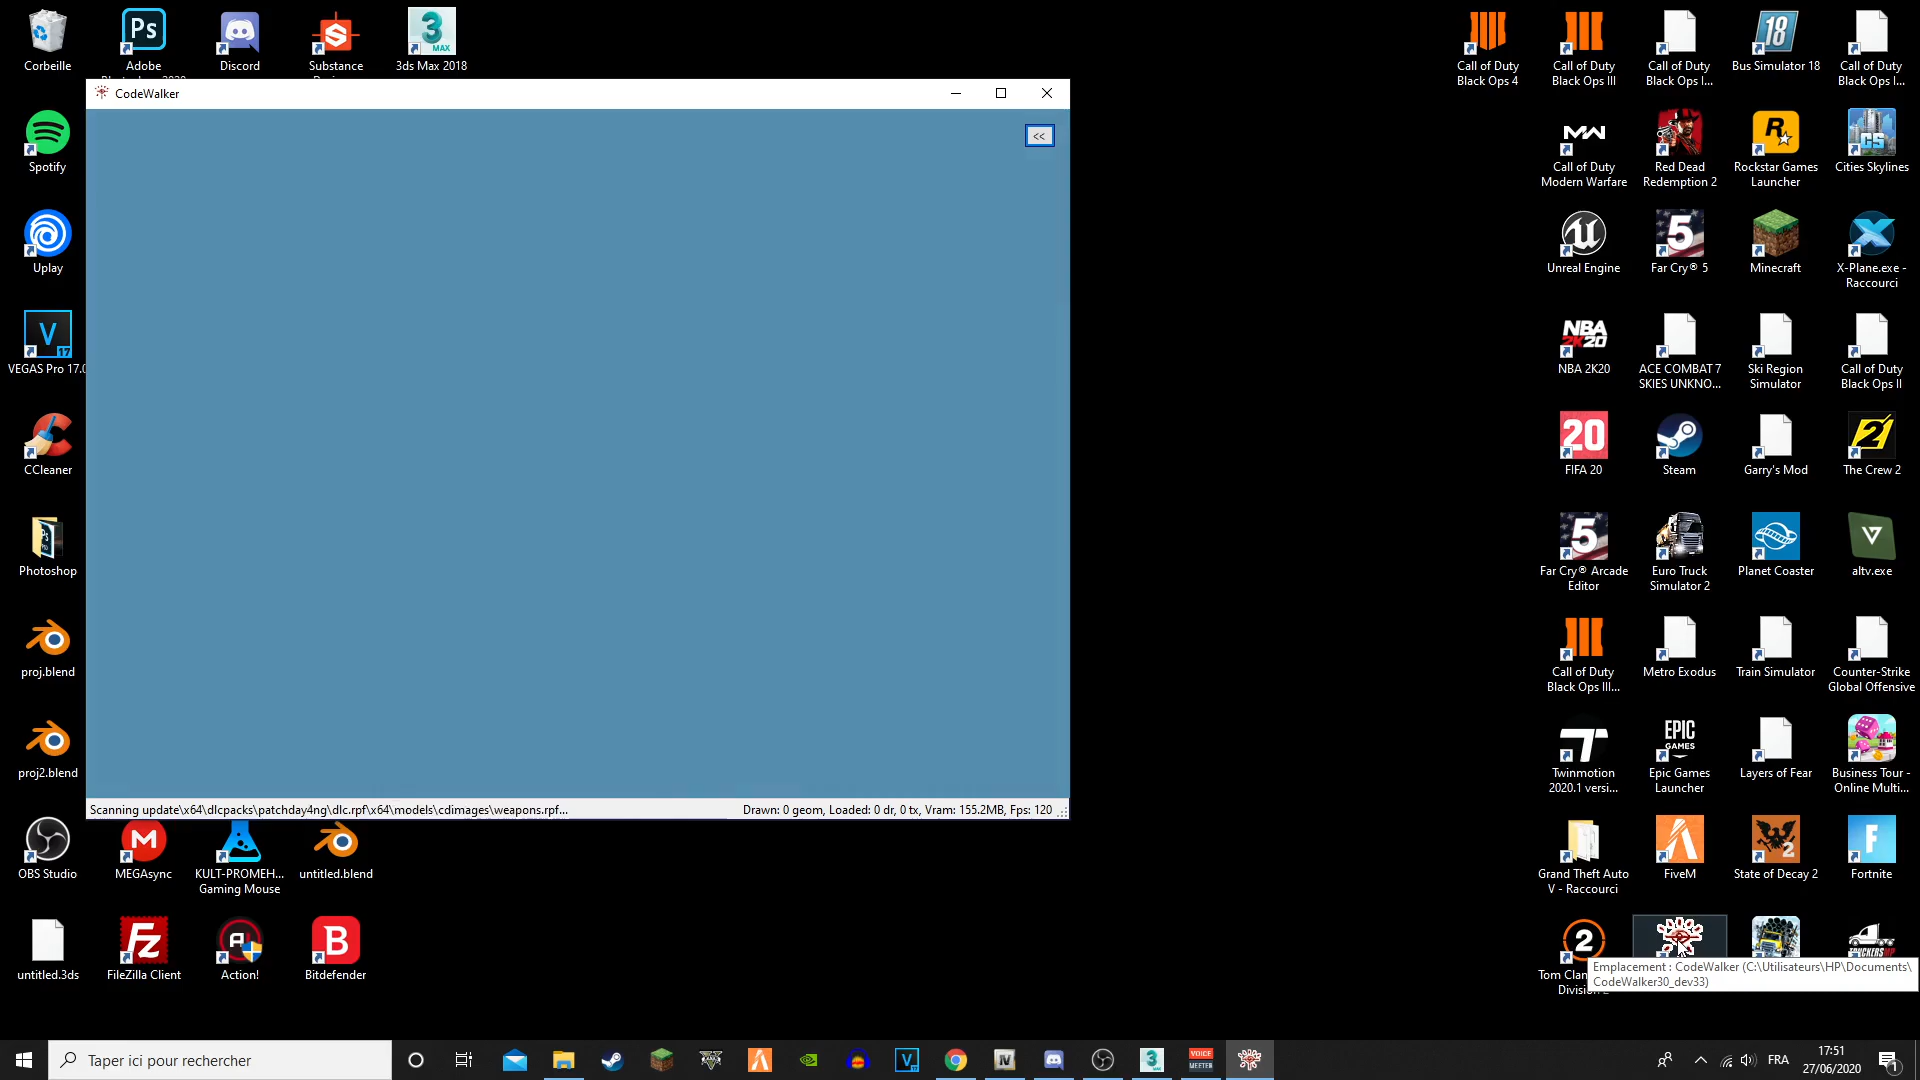 Corbeille
Adobe
Discord
Substance
3ds Max 2018
Call of Duty
Black Ops 4
Call of Duty
Black Ops III
Call of Duty
Black Ops I...
Bus Simulator 18
Call of Duty
Black Ops I...
CodeWalker
<<
Spotify
Call of Duty
Modern Warfare
Red Dead
Redemption 2
Rockstar Games
Launcher
Cities Skylines
Uplay
Unreal Engine
Far Cry® 5
Minecraft
X-Plane.exe -
Raccourci
VEGAS Pro 17.0
NBA 2K20
ACE COMBAT 7
SKIES UNKNO...
Ski Region
Simulator
Call of Duty
Black Ops II
CCleaner
FIFA 20
Steam
Garry's Mod
The Crew 2
Photoshop
Far Cry® Arcade
Editor
Euro Truck
Simulator 2
Planet Coaster
altv.exe
proj.blend
Call of Duty
Black Ops III...
Metro Exodus
Train Simulator
Counter-Strike
Global Offensive
proj2.blend
Twinmotion
2020.1 versi...
Epic Games
Launcher
Layers of Fear
Business Tour -
Online Multi...
Scanning update\x64\dlcpacks\patchday4ng\dlc.rpf\x64\models\cdimages\weapons.rpf...
Drawn: 0 geom, Loaded: 0 dr, 0 tx, Vram: 155.2MB, Fps: 120
OBS Studio
MEGAsync
KULT-PROMEH...
Gaming Mouse
untitled.blend
Grand Theft Auto
V - Raccourci
FiveM
State of Decay 2
Fortnite
untitled.3ds
FileZilla Client
Action!
Bitdefender
Tom Clan
Emplacement : CodeWalker (C:\Utilisateurs\HP\Documents\
CodeWalker30_dev33)
Taper ici pour rechercher
FRA
17:51
27/06/2020